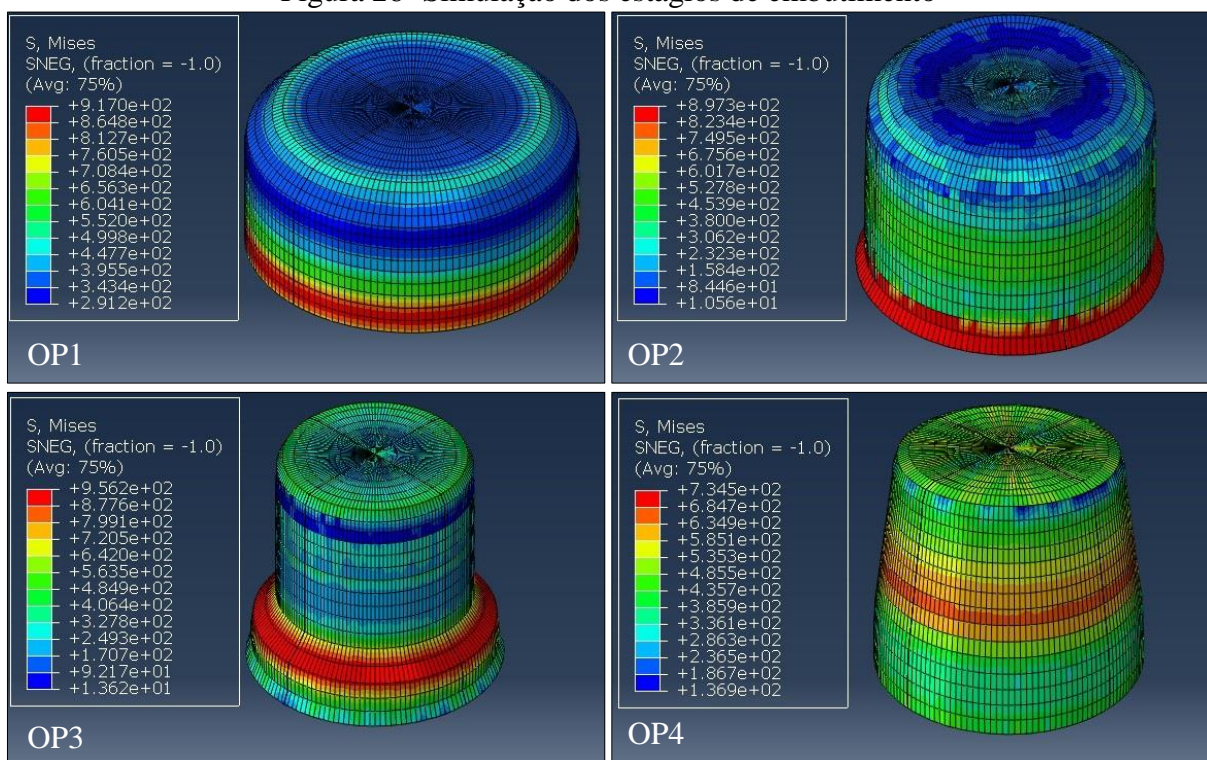 Figura Simulação dos estágios de embutimento
S, Mises
SNEG, (fraction = -1.0)
(Avg: 75%)
+9.170e+02
+8.648e+02
+8.127e+02
+7.605e+02
+7.084e+02
+6.563e+02
+6.041e+02
+5.520e+02
+4.998e+02
+4.477e+02
+3.955e+02
+3.434e+02
+2.912e+02
OP1
S, Mises
SNEG, (fraction = -1.0)
(Avg: 75%)
+8.973e+02
+8.234e+02
+7.495e+02
+6.756e+02
+6.017e+02
+5.278e+02
+4.539e+02
+3.800e+02
+3.062e+02
+2.323e+02
+1.584e+02
+8.446e+01
+1.056e+01
OP2
S, Mises
SNEG, (fraction = -1.0)
(Avg: 75%)
+9.562e+02
+8.776e+02
+7.991e+02
+7.205e+02
+6.420e+02
+5.635e+02
+4.849e+02
+4.064e+02
+3.278e+02
+2.493e+02
+1.707e+02
+9.217e+01
+1.362e+01
OP3
S, Mises
SNEG, (fraction = -1.0)
(Avg: 75%)
+7.345e+02
+6.847e+02
+6.349e+02
+5.851e+02
+5.353e+02
+4.855e+02
+4.357e+02
+3.859e+02
+3.361e+02
+2.863e+02
+2.365e+02
+1.867e+02
+1.369e+02
OP4